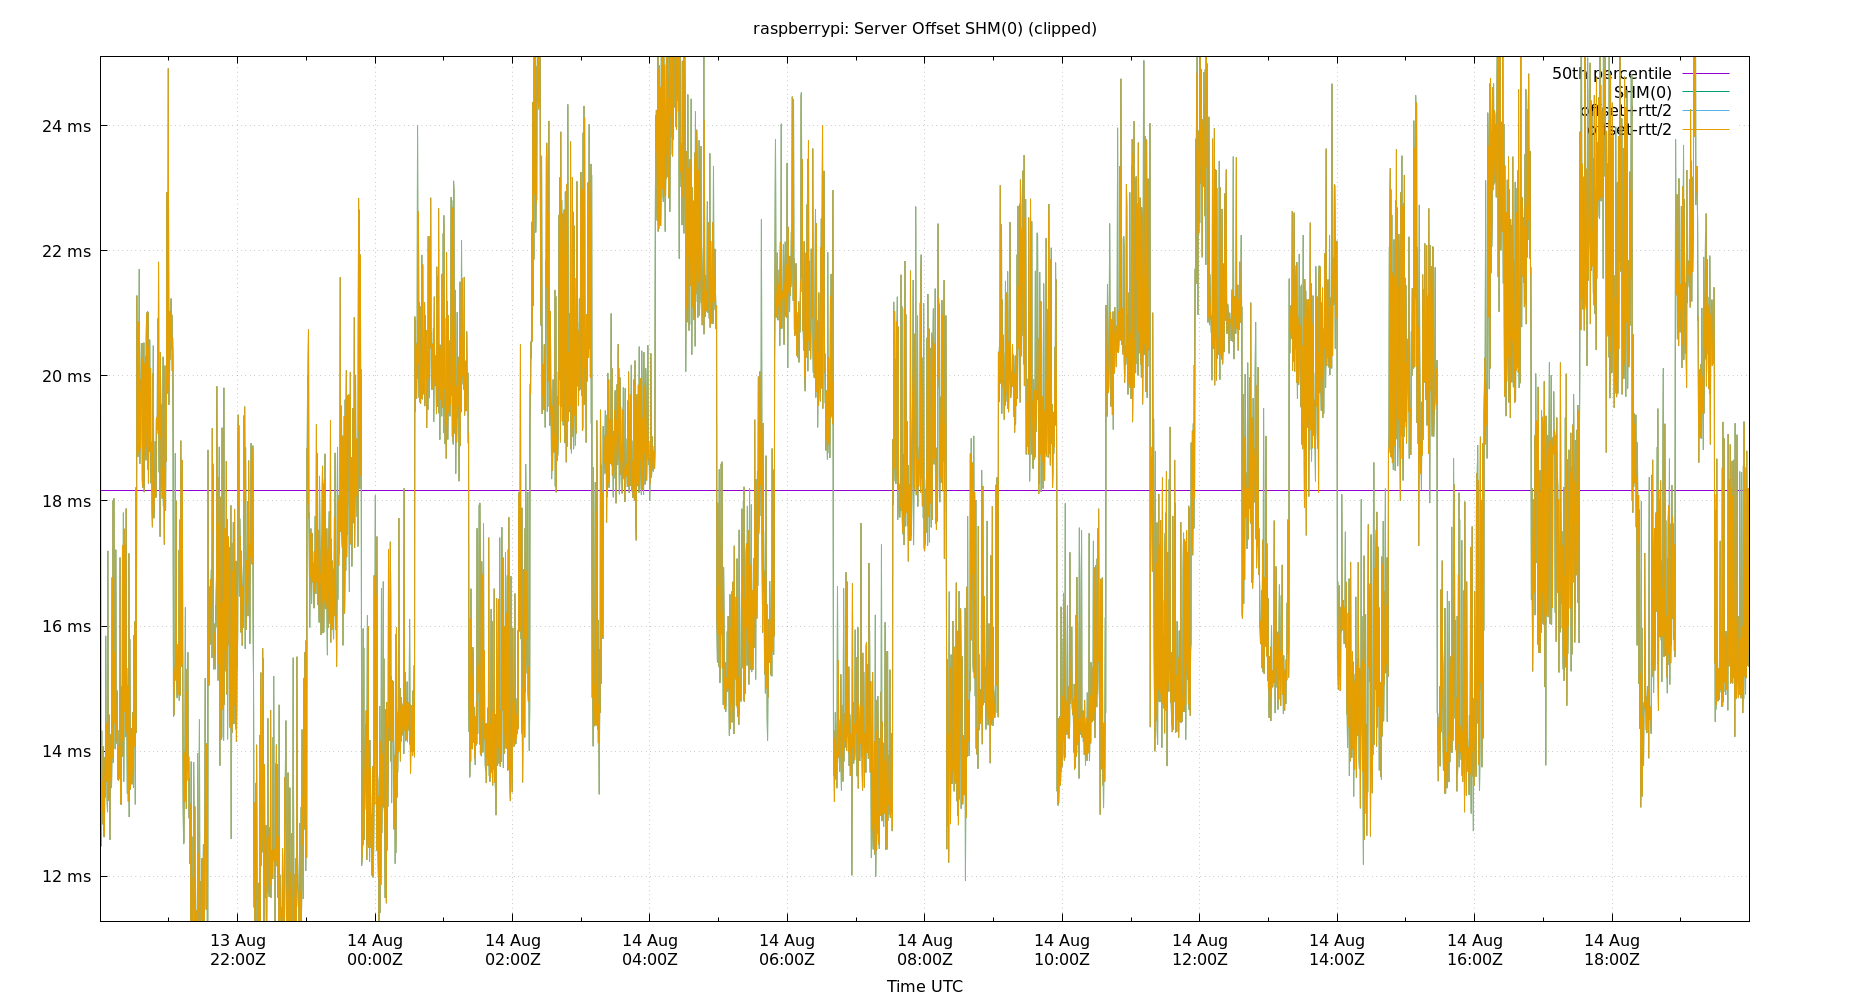 raspberrypi: Server Offset SHM(0) (clipped)
50th percentile
SHM(0)
offset+rtt/2
offset-rtt/2
24 ms
22 ms
20 ms
18 ms
16 ms
14 ms
12 ms
13 Aug 14 Aug 14 Aug 14 Aug 14 Aug 14 Aug 14 Aug 14 Aug 14 Aug 14 Aug 14 Aug
22:00Z 00:00Z 02:00Z 04:00Z 06:00Z 08:00Z 10:00Z 12:00Z 14:00Z 16:00Z 18:00Z
Time UTC